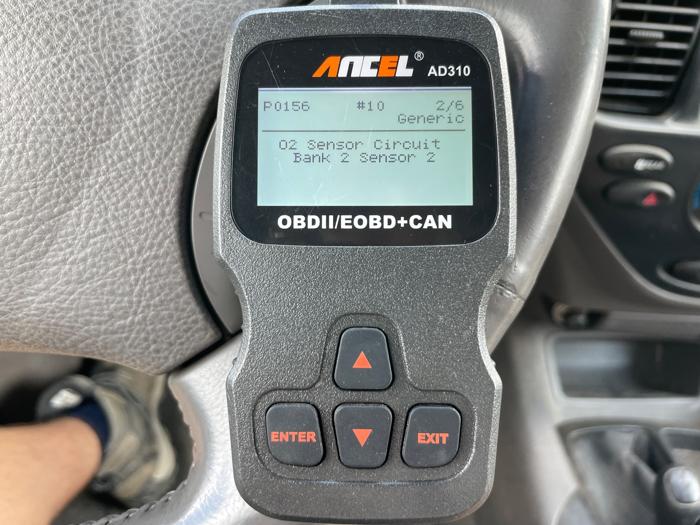 ANCEL® AD310
P0156 #10 2/6
Generic
O2 Sensor Circuit
Bank 2 Sensor 2
OBDII/EOBD+CAN
ENTER EXIT